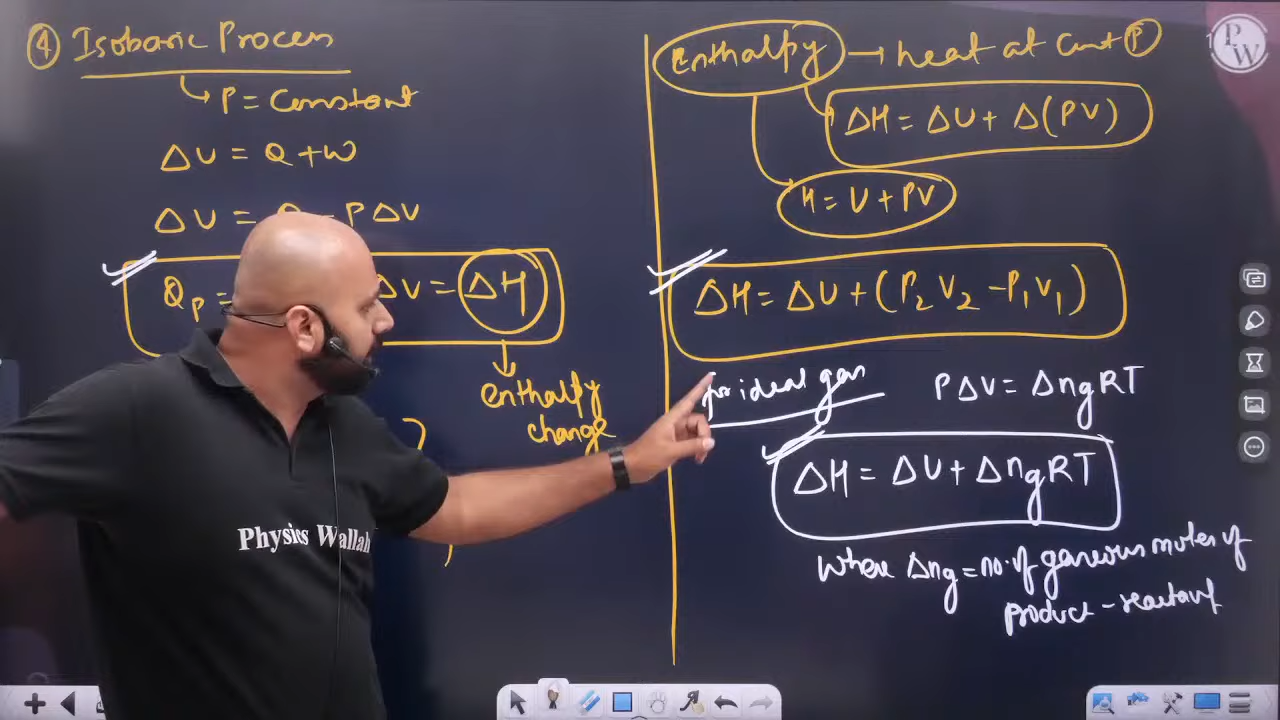 ④ Isobaric Process
P = Constant
ΔU = Q + W
ΔU = Q - PΔV
Qp = ΔV = ΔH
enthalpy
change
Enthalpy → heat at const P
ΔH = ΔU + Δ(PV)
H = U + PV
ΔH = ΔU + (P₂V₂ - P₁V₁)
for ideal gas
PΔV = ΔngRT
ΔH = ΔU + ΔngRT
where Δng = no. of gaseous moles of
product - reactant
Physics Wallah
P
W